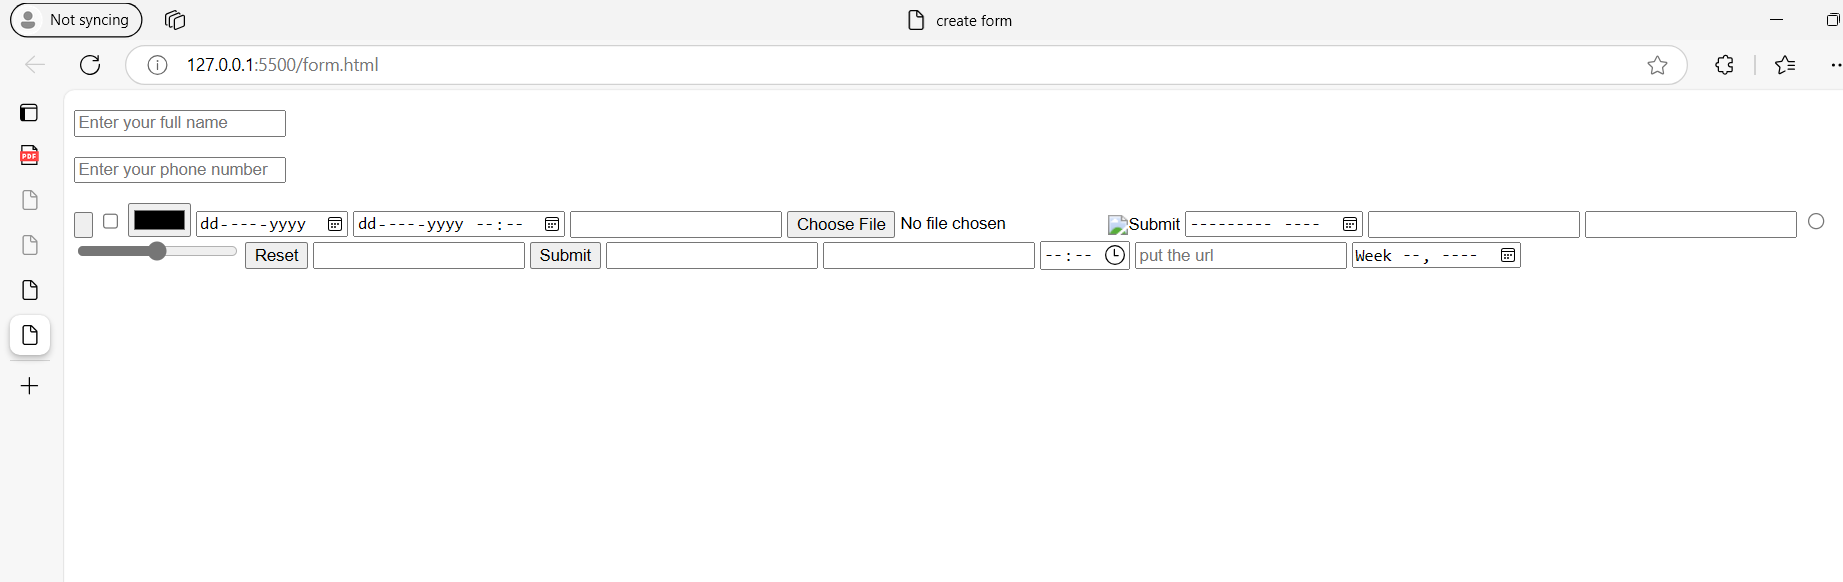 Not syncing
create form
127.0.0.1:5500/form.html
PDF
Enter your full name
Enter your phone number
dd-----yyyy dd-----yyyy --:-- Choose File No file chosen Submit --------- ----
Reset Submit --:-- put the url Week --, ----